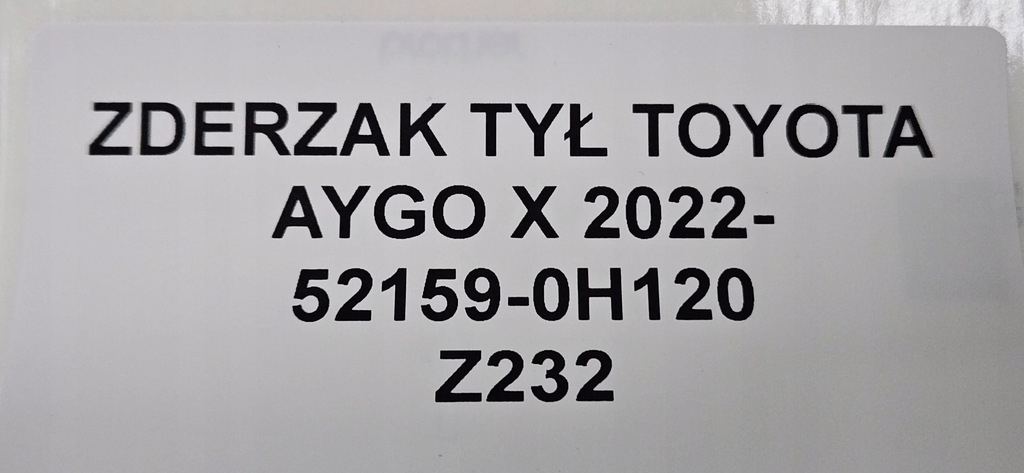 ZDERZAK TYŁ TOYOTA
AYGO X 2022-
52159-0H120
Z232